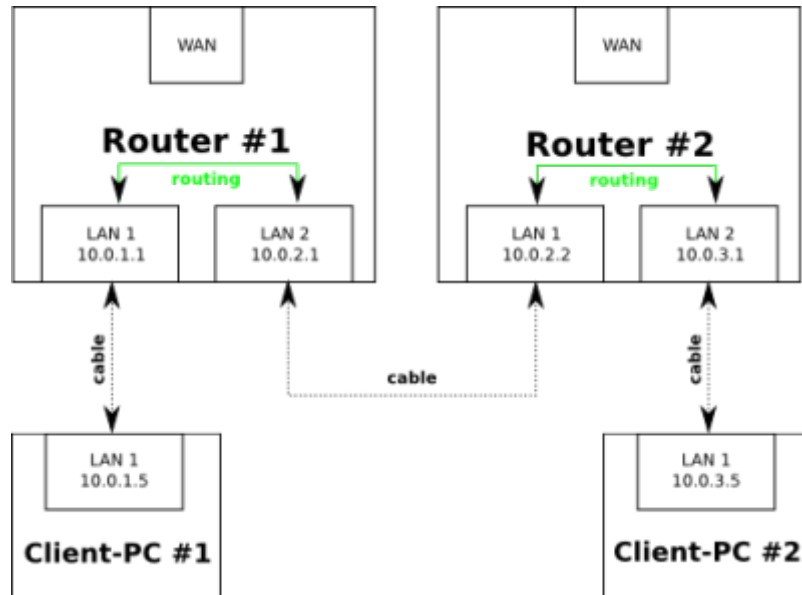 WAN
Router #1
routing
LAN 1
10.0.1.1
LAN 2
10.0.2.1
WAN
Router #2
routing
LAN 1
10.0.2.2
LAN 2
10.0.3.1
cable
cable
cable
LAN 1
10.0.1.5
Client-PC #1
LAN 1
10.0.3.5
Client-PC #2